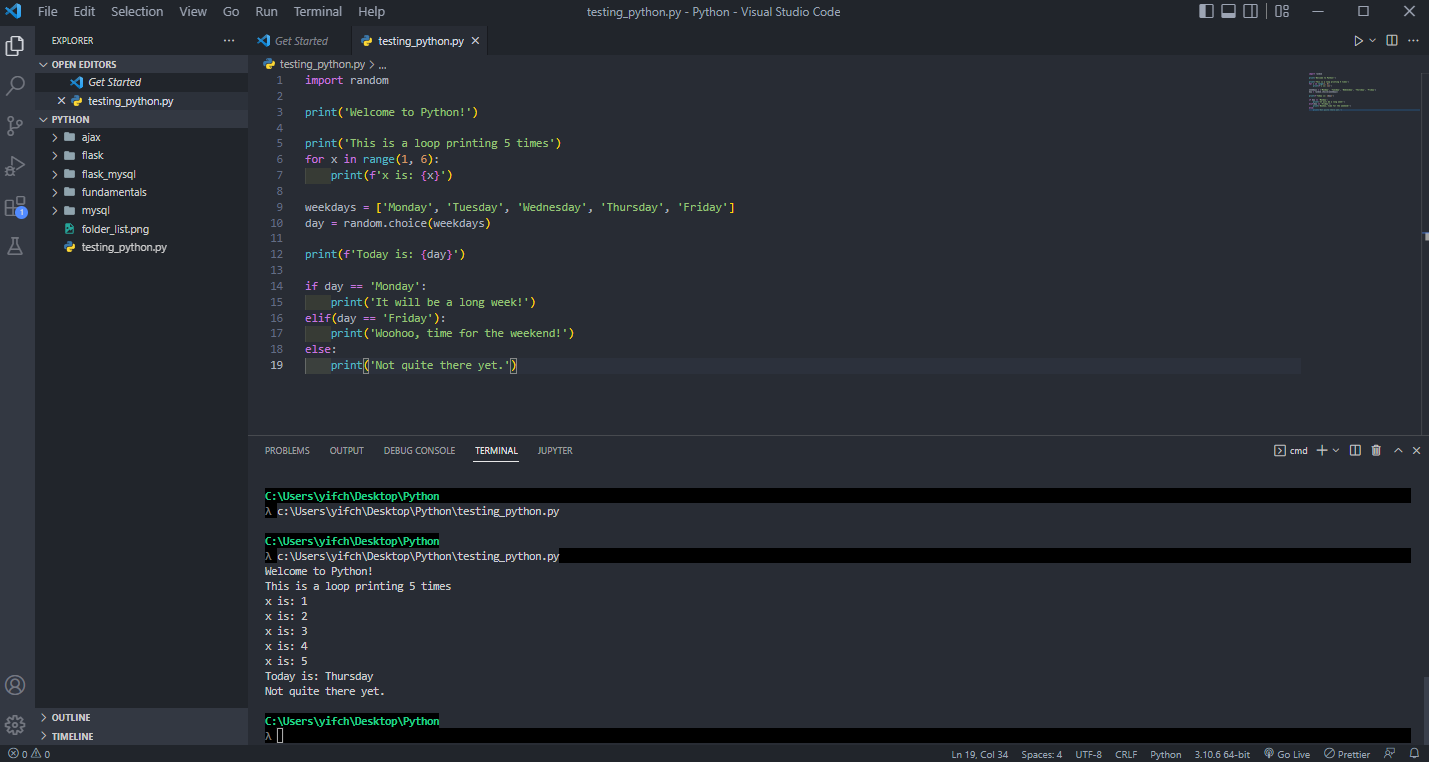 File Edit Selection View Go Run Terminal Help testing_python.py - Python - Visual Studio Code
EXPLORER
OPEN EDITORS
Get Started
testing_python.py
PYTHON
ajax
flask
flask_mysql
fundamentals
mysql
folder_list.png
testing_python.py
OUTLINE
TIMELINE
Get Started testing_python.py
testing_python.py > ...
1 import random
2
3 print('Welcome to Python!')
4
5 print('This is a loop printing 5 times')
6 for x in range(1, 6):
7     print(f'x is: {x}')
8
9 weekdays = ['Monday', 'Tuesday', 'Wednesday', 'Thursday', 'Friday']
10 day = random.choice(weekdays)
11
12 print(f'Today is: {day}')
13
14 if day == 'Monday':
15     print('It will be a long week!')
16 elif(day == 'Friday'):
17     print('Woohoo, time for the weekend!')
18 else:
19     print('Not quite there yet.')
PROBLEMS OUTPUT DEBUG CONSOLE TERMINAL JUPYTER cmd
C:\Users\yifch\Desktop\Python
λ c:\Users\yifch\Desktop\Python\testing_python.py
C:\Users\yifch\Desktop\Python
λ c:\Users\yifch\Desktop\Python\testing_python.py
Welcome to Python!
This is a loop printing 5 times
x is: 1
x is: 2
x is: 3
x is: 4
x is: 5
Today is: Thursday
Not quite there yet.
C:\Users\yifch\Desktop\Python
λ
1
0 0 Ln 19, Col 34 Spaces: 4 UTF-8 CRLF Python 3.10.6 64-bit Go Live Prettier